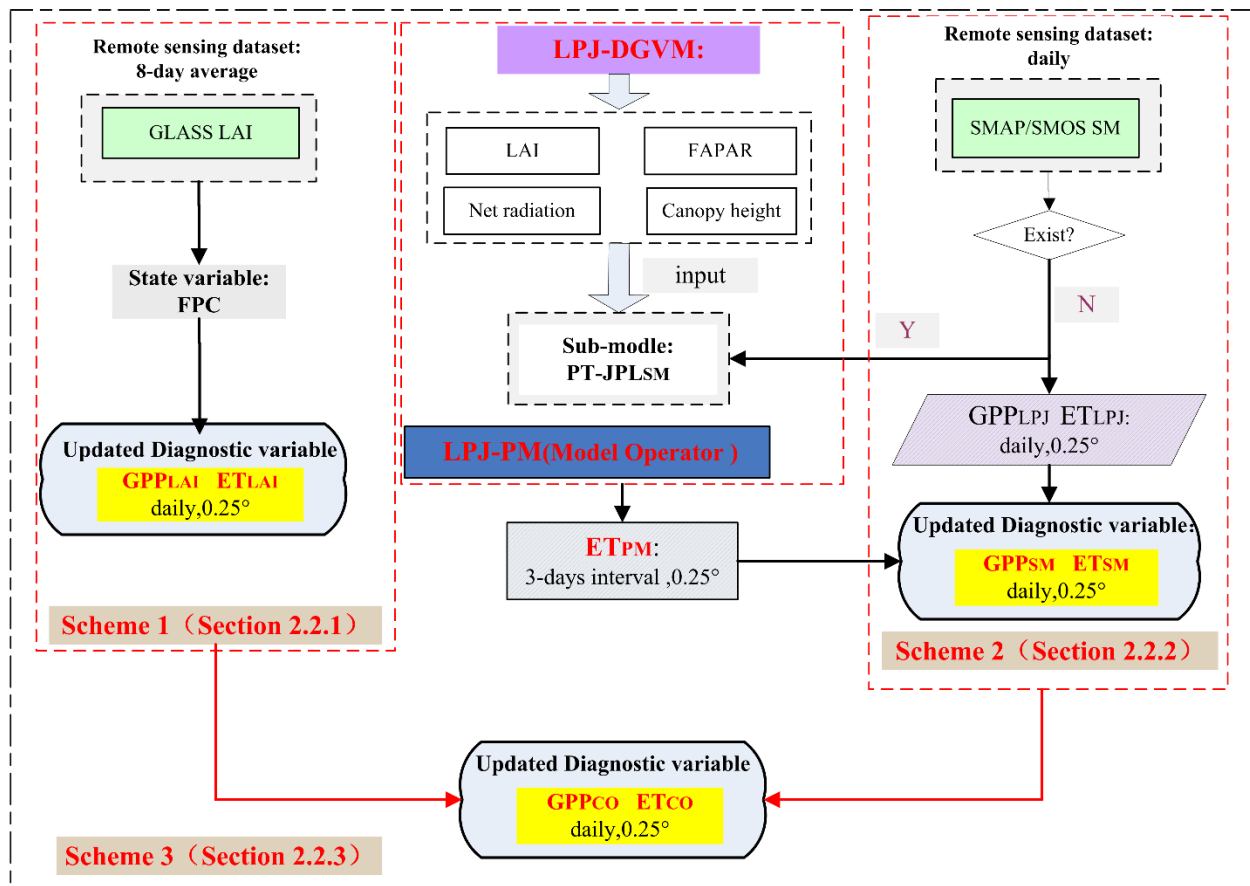 Remote sensing dataset:
8-day average
GLASS LAI
State variable:
FPC
Updated Diagnostic variable
GPPLAI ETLAI
daily,0.25°
Scheme 1（Section 2.2.1）
LPJ-DGVM:
LAI
FAPAR
Net radiation
Canopy height
input
Sub-modle:
PT-JPLSM
LPJ-PM(Model Operator )
ETPM:
3-days interval ,0.25°
Remote sensing dataset:
daily
SMAP/SMOS SM
Exist?
N
Y
GPPLPJ ETLPJ:
daily,0.25°
Updated Diagnostic variable:
GPPSM ETSM
daily,0.25°
Scheme 2（Section 2.2.2）
Updated Diagnostic variable
GPPCO ETCO
daily,0.25°
Scheme 3（Section 2.2.3）